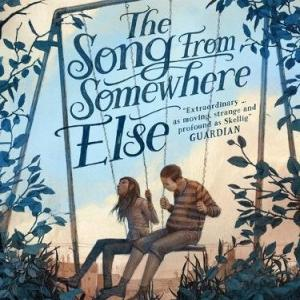 The
Song From
Somewhere
Else
"Extraordinary –
as moving, strange and
profound as Skellig"
GUARDIAN